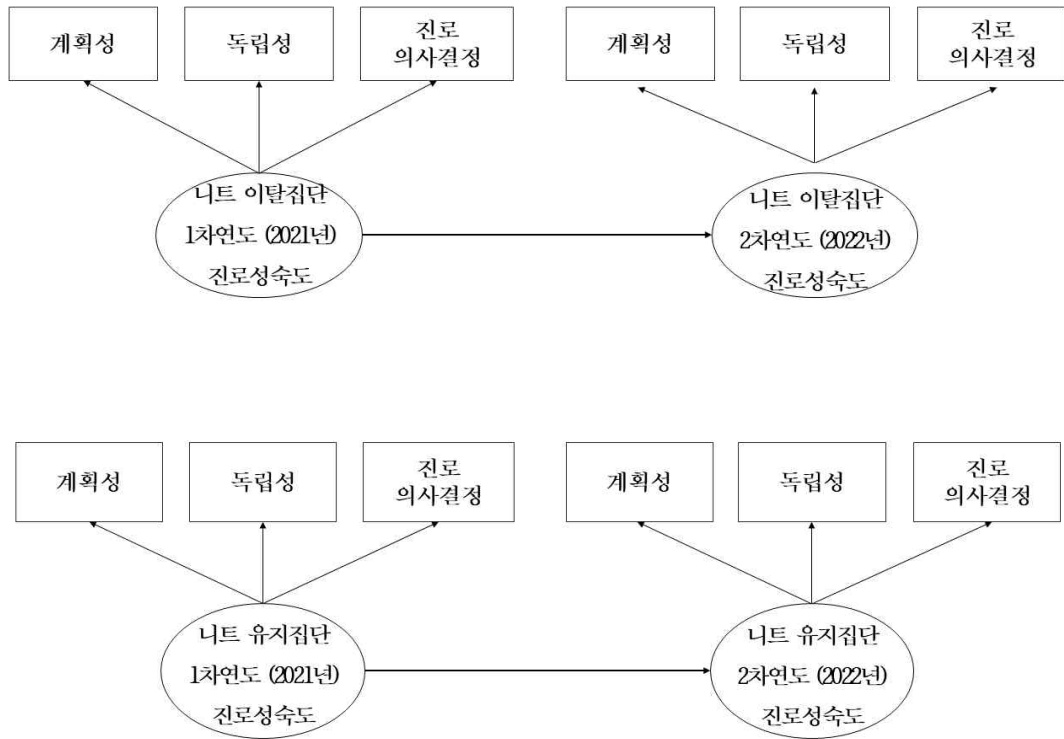 계획성
독립성
진로
의사결정
계획성
독립성
진로
의사결정
니트 이탈집단
1차연도 (2021년)
진로성숙도
니트 이탈집단
2차연도 (2022년)
진로성숙도
계획성
독립성
진로
의사결정
계획성
독립성
진로
의사결정
니트 유지집단
1차연도 (2021년)
진로성숙도
니트 유지집단
2차연도 (2022년)
진로성숙도